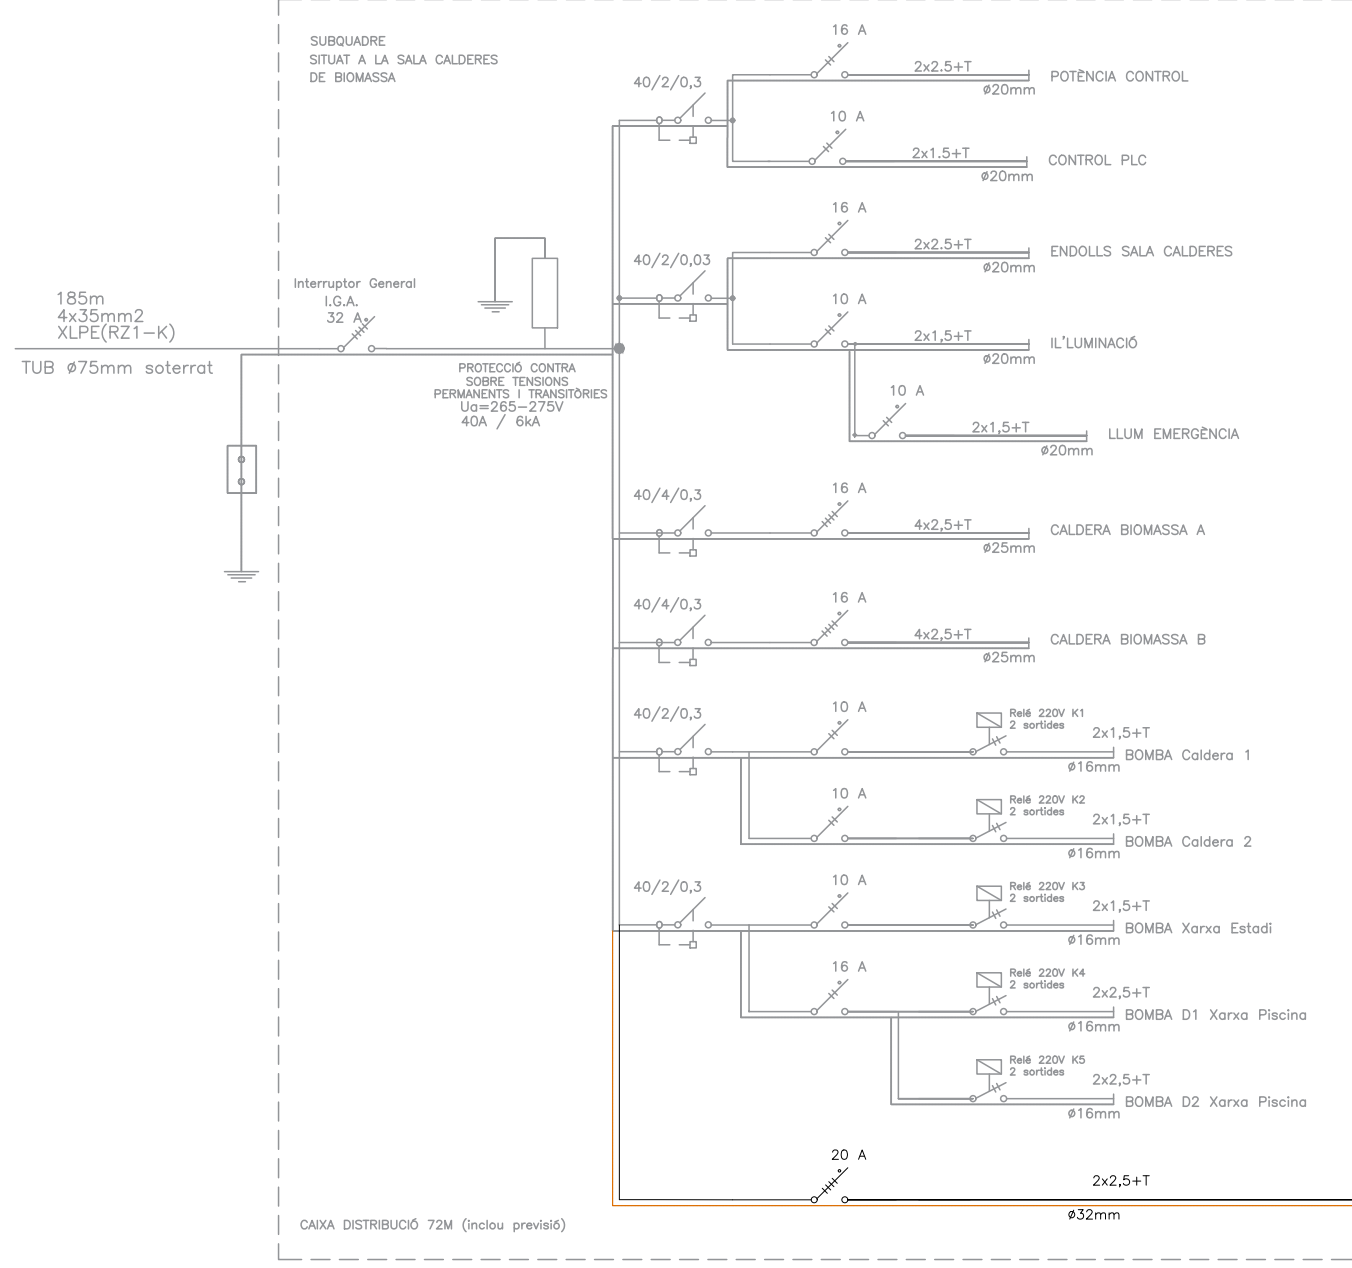 SUBQUADRE
SITUAT A LA SALA CALDERES
DE BIOMASSA
16 A
40/2/0,3
2x2.5+T
POTÈNCIA CONTROL
Ø20mm
10 A
2x1.5+T
CONTROL PLC
Ø20mm
16 A
40/2/0,03
2x2.5+T
ENDOLLS SALA CALDERES
Ø20mm
185m
4x35mm2
XLPE(RZ1-K)
TUB Ø75mm soterrat
Interruptor General
I.G.A.
32 A
10 A
2x1,5+T
IL'LUMINACIÓ
Ø20mm
PROTECCIÓ CONTRA
SOBRE TENSIONS
PERMANENTS I TRANSITÒRIES
Ua=265-275V
40A / 6kA
10 A
2x1,5+T
LLUM EMERGÈNCIA
Ø20mm
40/4/0,3
16 A
4x2,5+T
CALDERA BIOMASSA A
Ø25mm
40/4/0,3
16 A
4x2,5+T
CALDERA BIOMASSA B
Ø25mm
40/2/0,3
10 A
Relé 220V K1
2 sortides
2x1,5+T
BOMBA Caldera 1
Ø16mm
10 A
Relé 220V K2
2 sortides
2x1,5+T
BOMBA Caldera 2
Ø16mm
40/2/0,3
10 A
Relé 220V K3
2 sortides
2x1,5+T
BOMBA Xarxa Estadi
Ø16mm
16 A
Relé 220V K4
2 sortides
2x2,5+T
BOMBA D1 Xarxa Piscina
Ø16mm
Relé 220V K5
2 sortides
2x2,5+T
BOMBA D2 Xarxa Piscina
Ø16mm
20 A
2x2,5+T
Ø32mm
CAIXA DISTRIBUCIÓ 72M (inclou previsió)